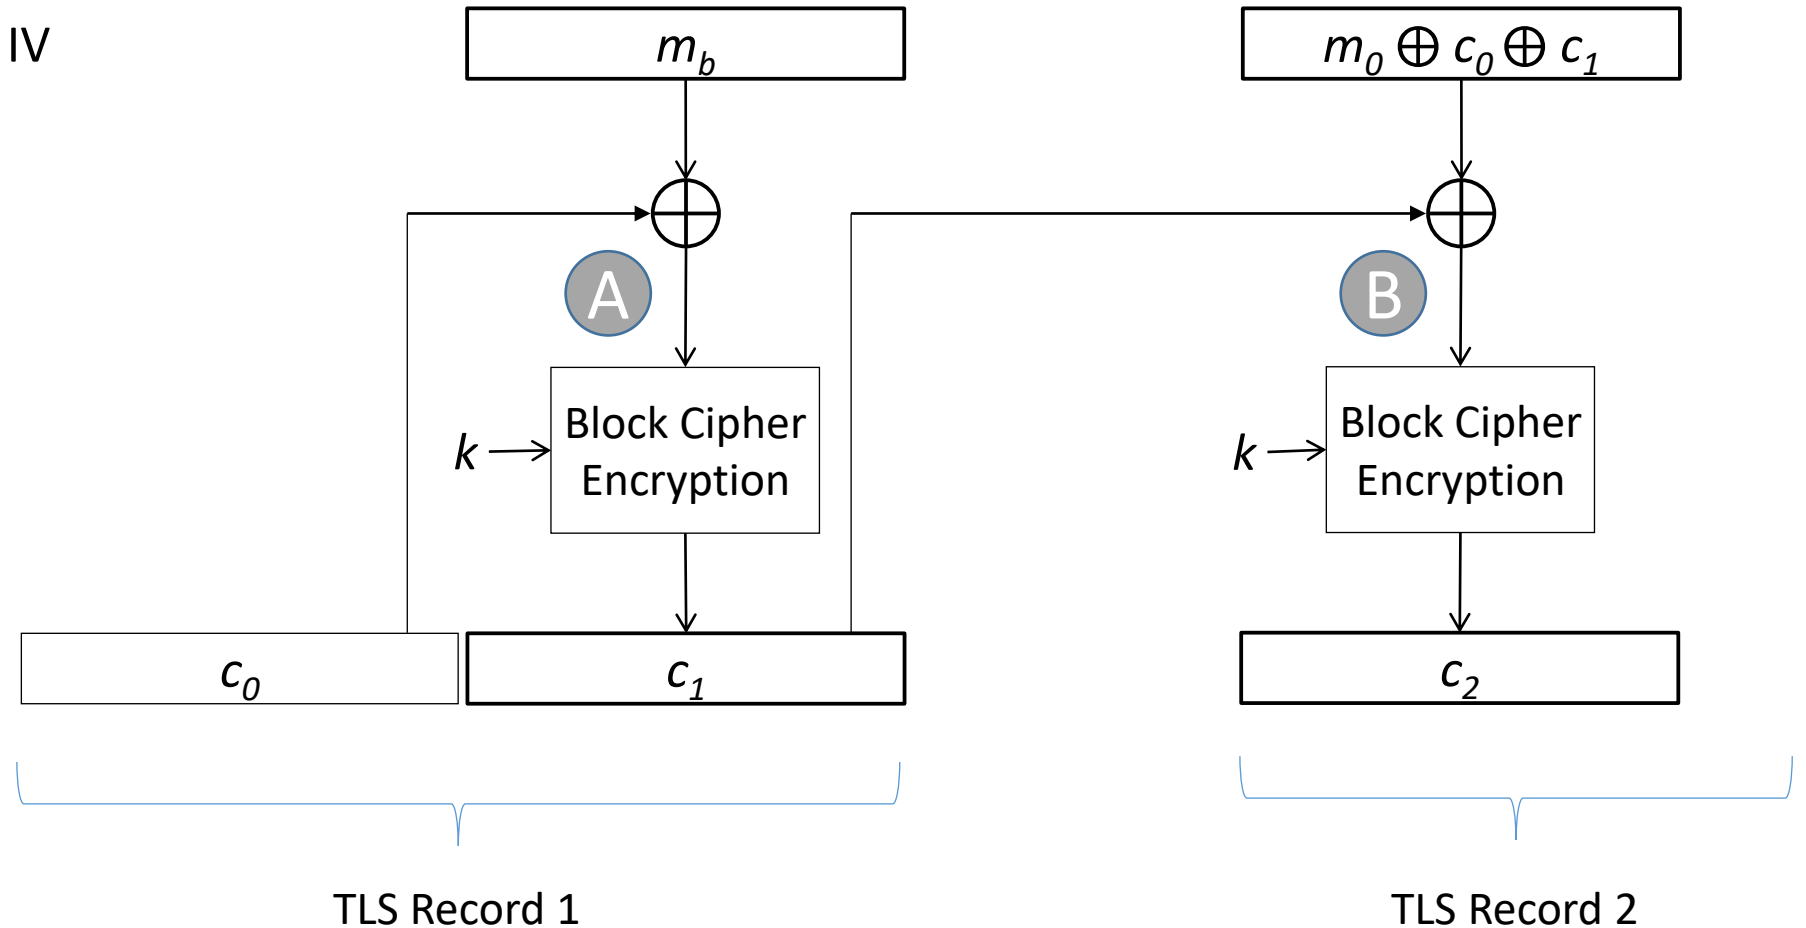 IV
m_b
m_0 ⊕ c_0 ⊕ c_1
A
B
Block Cipher
Encryption
k
Block Cipher
Encryption
k
c_0
c_1
c_2
TLS Record 1
TLS Record 2